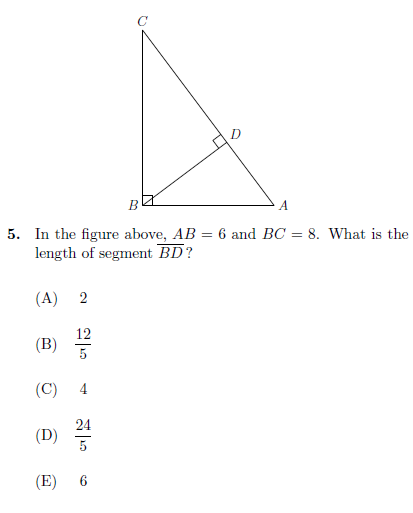 C
D
B
A
5. In the figure above, AB = 6 and BC = 8. What is the
length of segment B̅D̅?
(A) 2
(B) 12/5
(C) 4
(D) 24/5
(E) 6